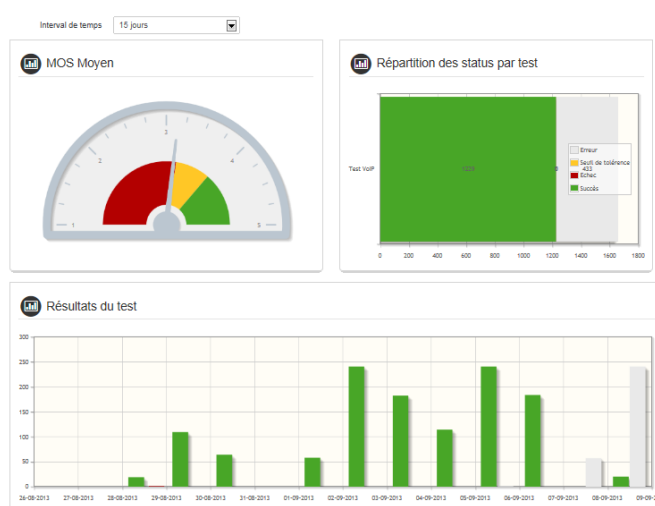 Interval de temps 15 jours
MOS Moyen
1
2
3
4
5
Répartition des status par test
Test VoIP
433
Erreur
Seuil de tolérence
Echec
Succès
0 200 400 600 800 1000 1200 1400 1600 1800
Résultats du test
300
250
200
150
100
50
0
26-08-2013 27-08-2013 28-08-2013 29-08-2013 30-08-2013 31-08-2013 01-09-2013 02-09-2013 03-09-2013 04-09-2013 05-09-2013 06-09-2013 07-09-2013 08-09-2013 09-09-2